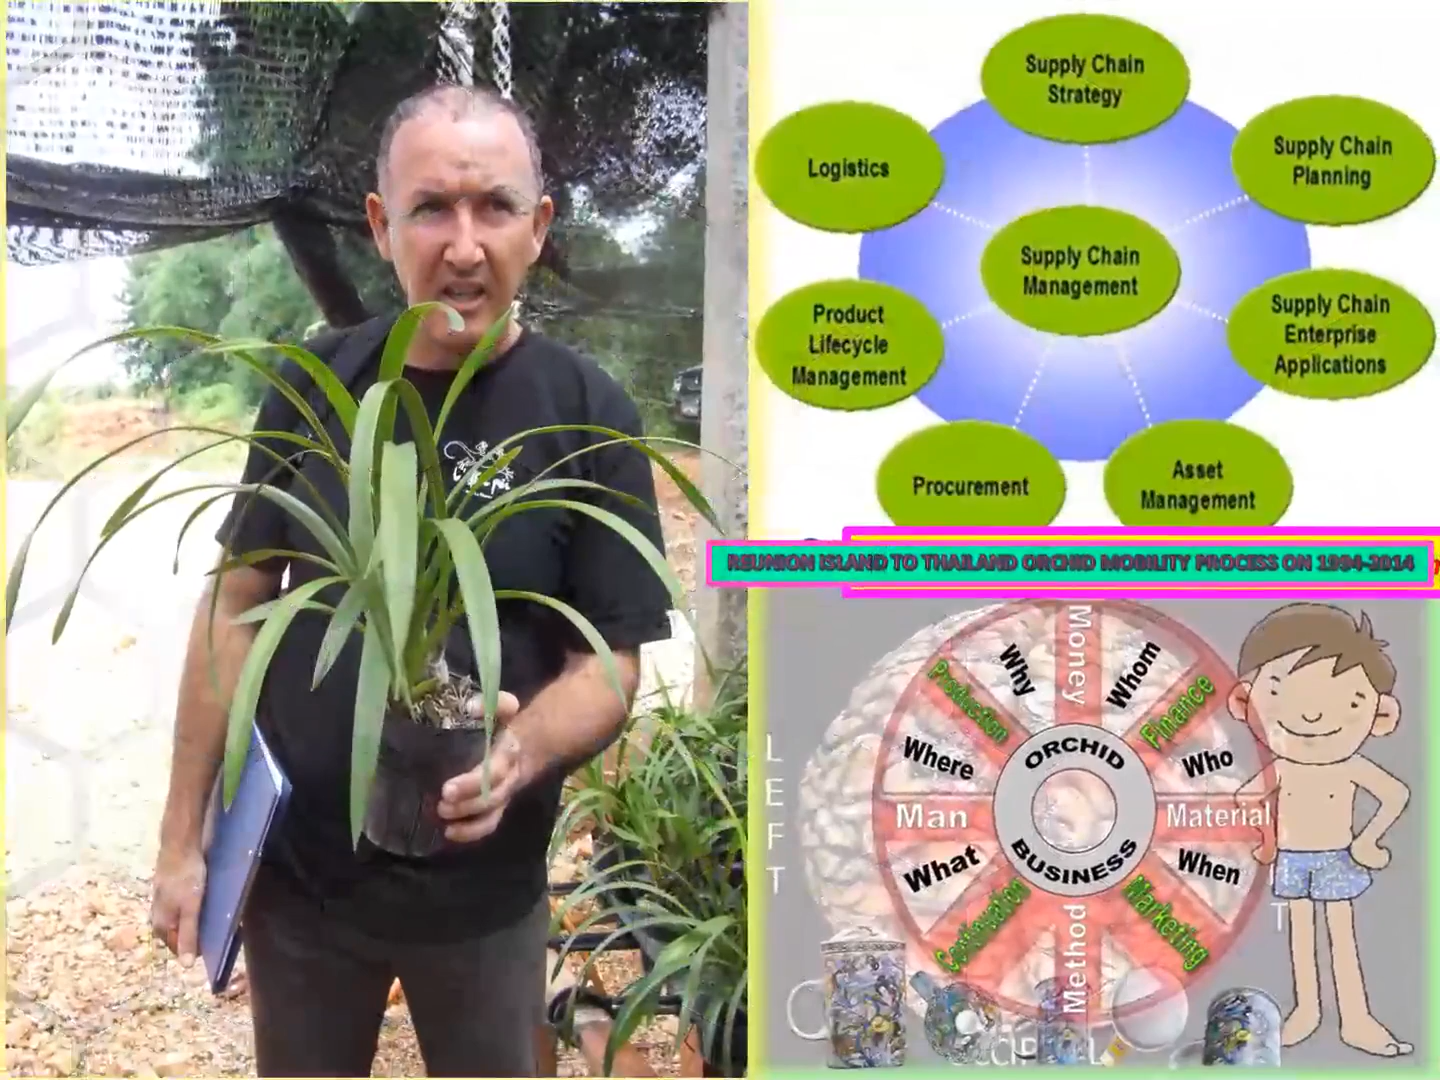 Supply Chain
Strategy
Logistics
Supply Chain
Planning
Supply Chain
Management
Product
Lifecycle
Management
Supply Chain
Enterprise
Applications
Procurement
Asset
Management
REUNION ISLAND TO THAILAND ORCHID MOBILITY PROCESS ON 1994-2014
Money
Why
Whom
Production
Finance
Where
ORCHID
Who
Man
Material
What
BUSINESS
When
Marketing
Method
LEFT
T